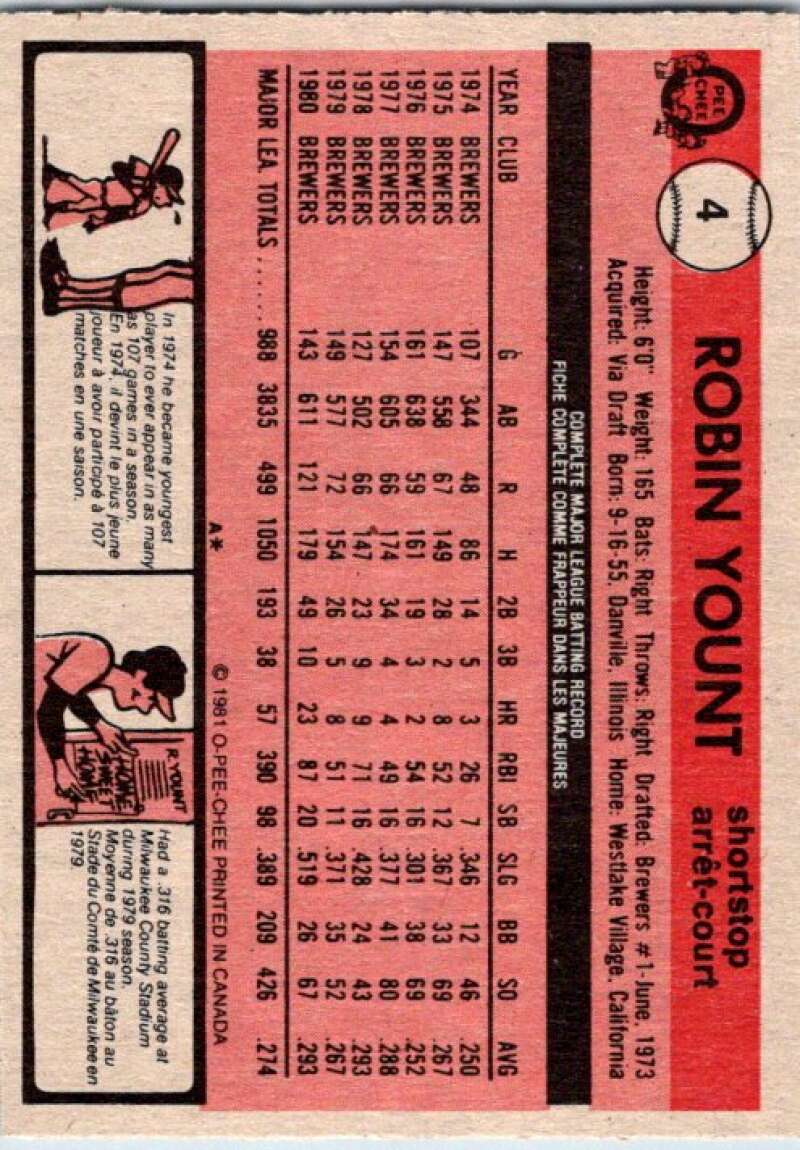 O PEE CHEE
4
ROBIN YOUNT
shortstop
arrêt-court
Height: 6'0" Weight: 165 Bats: Right Throws: Right Drafted: Brewers #1-June, 1973
Acquired: Via Draft Born: 9-16-55, Danville, Illinois Home: Westlake Village, California
COMPLETE MAJOR LEAGUE BATTING RECORD
FICHE COMPLETE COMME FRAPPEUR DANS LES MAJEURES
YEAR CLUB G AB R H 2B 3B HR RBI SB SLG BB SO AVG
1974 BREWERS 107 344 48 86 14 5 3 26 7 .346 12 46 .250
1975 BREWERS 147 558 67 149 28 2 8 52 12 .367 33 69 .267
1976 BREWERS 161 638 59 161 19 3 2 54 16 .301 38 69 .252
1977 BREWERS 154 605 66 174 34 4 4 49 16 .377 41 80 .288
1978 BREWERS 127 502 66 147 23 9 9 71 16 .428 24 43 .293
1979 BREWERS 149 577 72 154 26 5 8 51 11 .371 35 52 .267
1980 BREWERS 143 611 121 179 49 10 23 87 20 .519 26 67 .293
MAJOR LEA. TOTALS ...... 988 3835 499 1050 193 38 57 390 98 .389 209 426 .274
A* © 1981 O-PEE-CHEE PRINTED IN CANADA
In 1974 he became youngest
player to ever appear in as many
as 107 games in a season.
En 1974, il devint le plus jeune
joueur à avoir participé à 107
matches en une saison.
R. YOUNT
HOME
SWEET
HOME
Had a .316 batting average at
Milwaukee County Stadium
during 1979 season.
Moyenne de .316 au bâton au
Stade du Comté de Milwaukee en
1979.